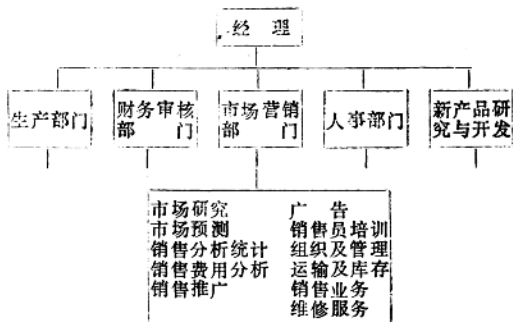 经理
生产部门
财务审核
部门
市场营销
部门
人事部门
新产品研
究与开发
市场研究
市场预测
销售分析统计
销售费用分析
销售推广
广告
销售员培训
组织及管理
运输及库存
销售业务
维修服务